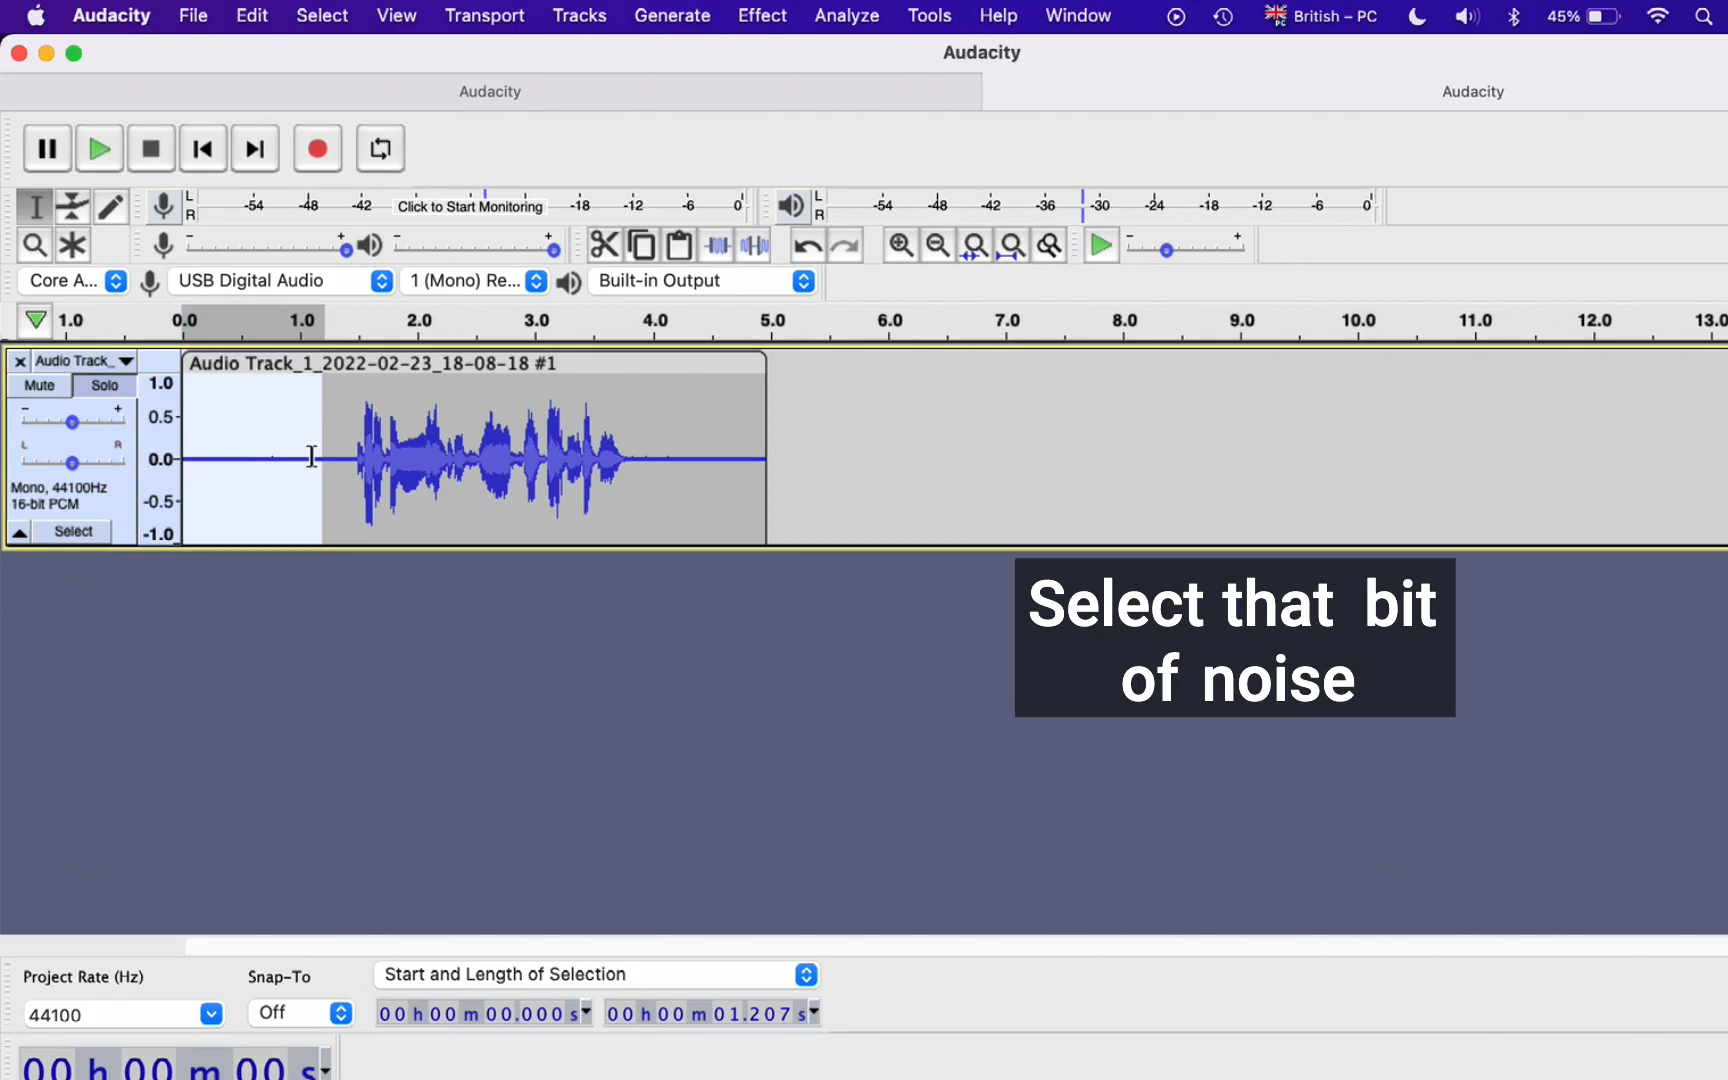 Audacity File Edit Select View Transport Tracks Generate Effect Analyze Tools Help Window British – PC 45%
Audacity
Audacity Audacity
L -54 -48 -42 Click to Start Monitoring -18 -12 -6 0 L -54 -48 -42 -36 -30 -24 -18 -12 -6 0
R R
- + - + - +
Core A... USB Digital Audio 1 (Mono) Re... Built-in Output
1.0 0.0 1.0 2.0 3.0 4.0 5.0 6.0 7.0 8.0 9.0 10.0 11.0 12.0 13.0
Audio Track_ 1.0 Audio Track_1_2022-02-23_18-08-18 #1
Mute Solo
- + 0.5
L R
0.0
Mono, 44100Hz
16-bit PCM -0.5
Select -1.0
Select that bit
of noise
Project Rate (Hz) Snap-To Start and Length of Selection
44100 Off 00 h 00 m 00.000 s 00 h 00 m 01.207 s
00 h 00 m 00 s